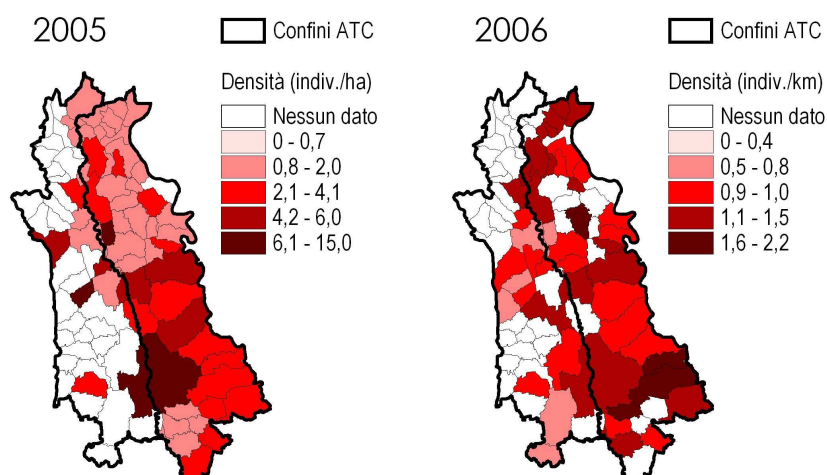 2005
Confini ATC
Densità (indiv./ha)
Nessun dato
0 - 0,7
0,8 - 2,0
2,1 - 4,1
4,2 - 6,0
6,1 - 15,0
2006
Confini ATC
Densità (indiv./km)
Nessun dato
0 - 0,4
0,5 - 0,8
0,9 - 1,0
1,1 - 1,5
1,6 - 2,2